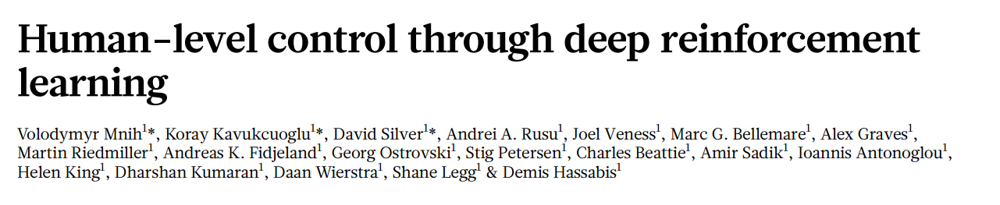 Human–level control through deep reinforcement
learning
Volodymyr Mnih¹*, Koray Kavukcuoglu¹*, David Silver¹*, Andrei A. Rusu¹, Joel Veness¹, Marc G. Bellemare¹, Alex Graves¹,
Martin Riedmiller¹, Andreas K. Fidjeland¹, Georg Ostrovski¹, Stig Petersen¹, Charles Beattie¹, Amir Sadik¹, Ioannis Antonoglou¹,
Helen King¹, Dharshan Kumaran¹, Daan Wierstra¹, Shane Legg¹ & Demis Hassabis¹